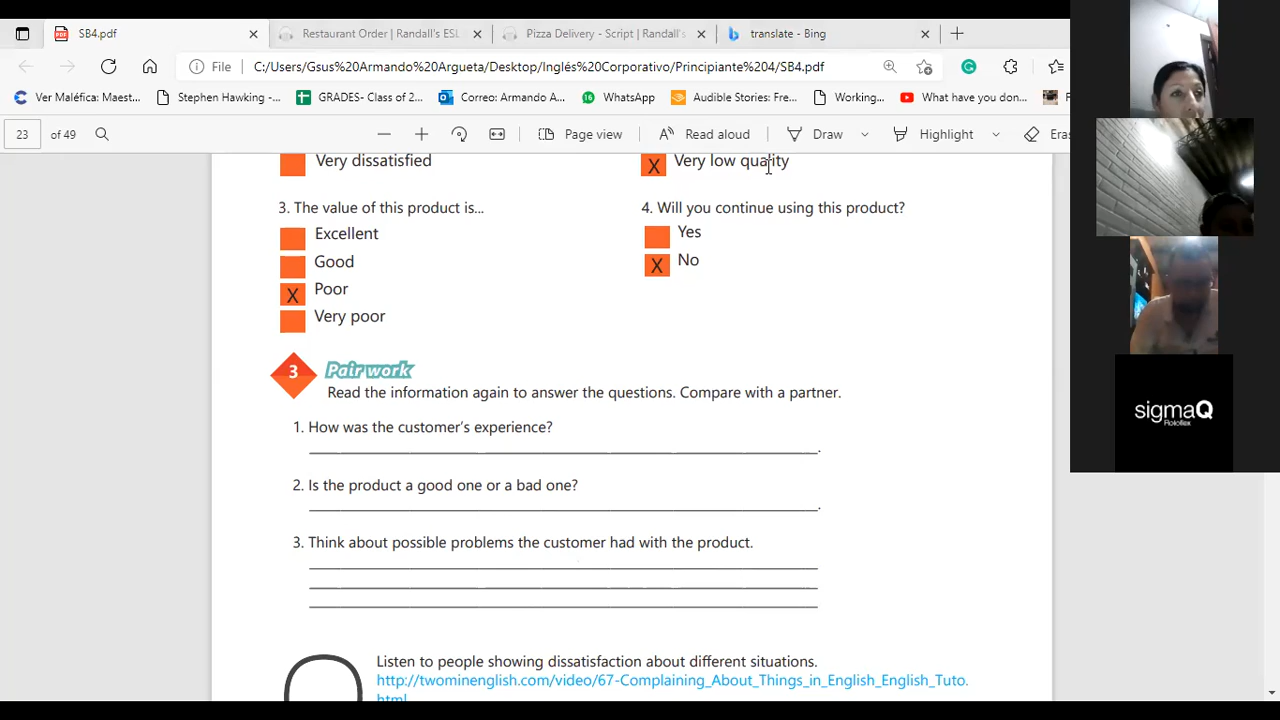 SB4.pdf
Restaurant Order | Randall's ESL
Pizza Delivery - Script | Randall's
translate - Bing
File
C:/Users/Gsus%20Armando%20Argueta/Desktop/Inglés%20Corporativo/Principiante%204/SB4.pdf
Ver Maléfica: Maest...
Stephen Hawking -...
GRADES- Class of 2...
Correo: Armando A...
WhatsApp
Audible Stories: Fre...
Working...
What have you don...
23 of 49
Page view
Read aloud
Draw
Highlight
Eras
Very dissatisfied
X Very low quality
3. The value of this product is...
4. Will you continue using this product?
Excellent
Yes
Good
X No
X Poor
Very poor
3 Pair work
Read the information again to answer the questions. Compare with a partner.
1. How was the customer's experience?
2. Is the product a good one or a bad one?
3. Think about possible problems the customer had with the product.
Listen to people showing dissatisfaction about different situations.
http://twominenglish.com/video/67-Complaining_About_Things_in_English_English_Tuto.
html
sigmaQ
Roloflex